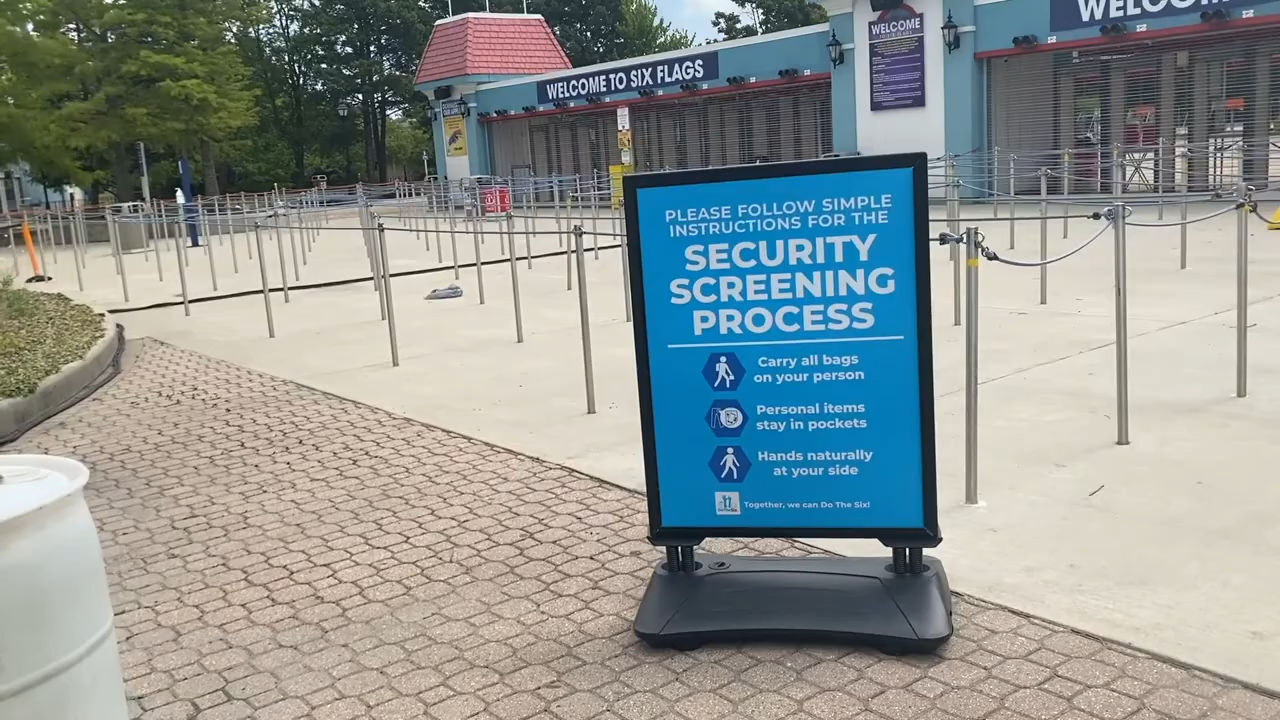 WELCOME TO SIX FLAGS
WELCOME
PLEASE FOLLOW SIMPLE
INSTRUCTIONS FOR THE
SECURITY
SCREENING
PROCESS
Carry all bags
on your person
Personal items
stay in pockets
Hands naturally
at your side
Together, we can Do The Six!